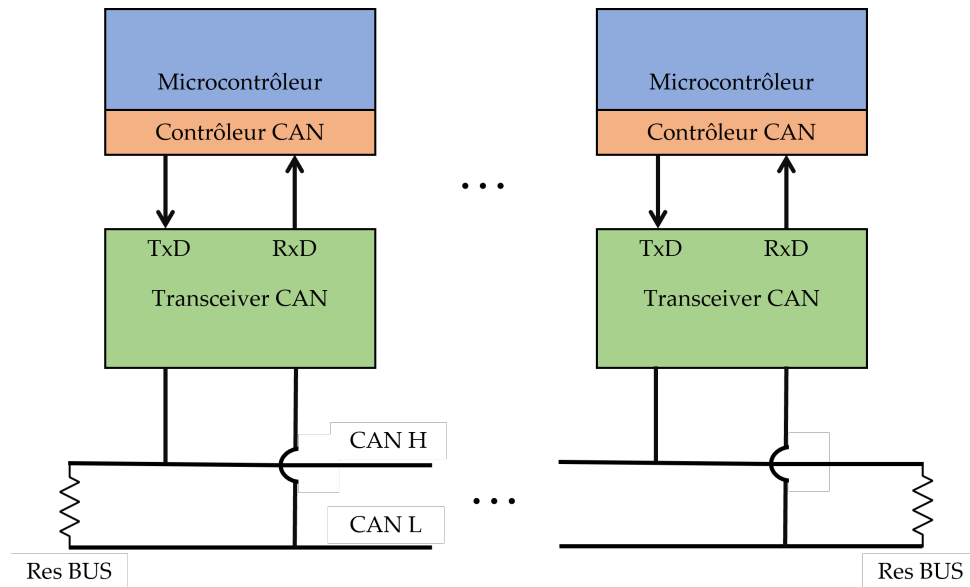 Microcontrôleur
Contrôleur CAN
TxD
RxD
Transceiver CAN
Microcontrôleur
Contrôleur CAN
TxD
RxD
Transceiver CAN
...
CAN H
...
CAN L
Res BUS
Res BUS